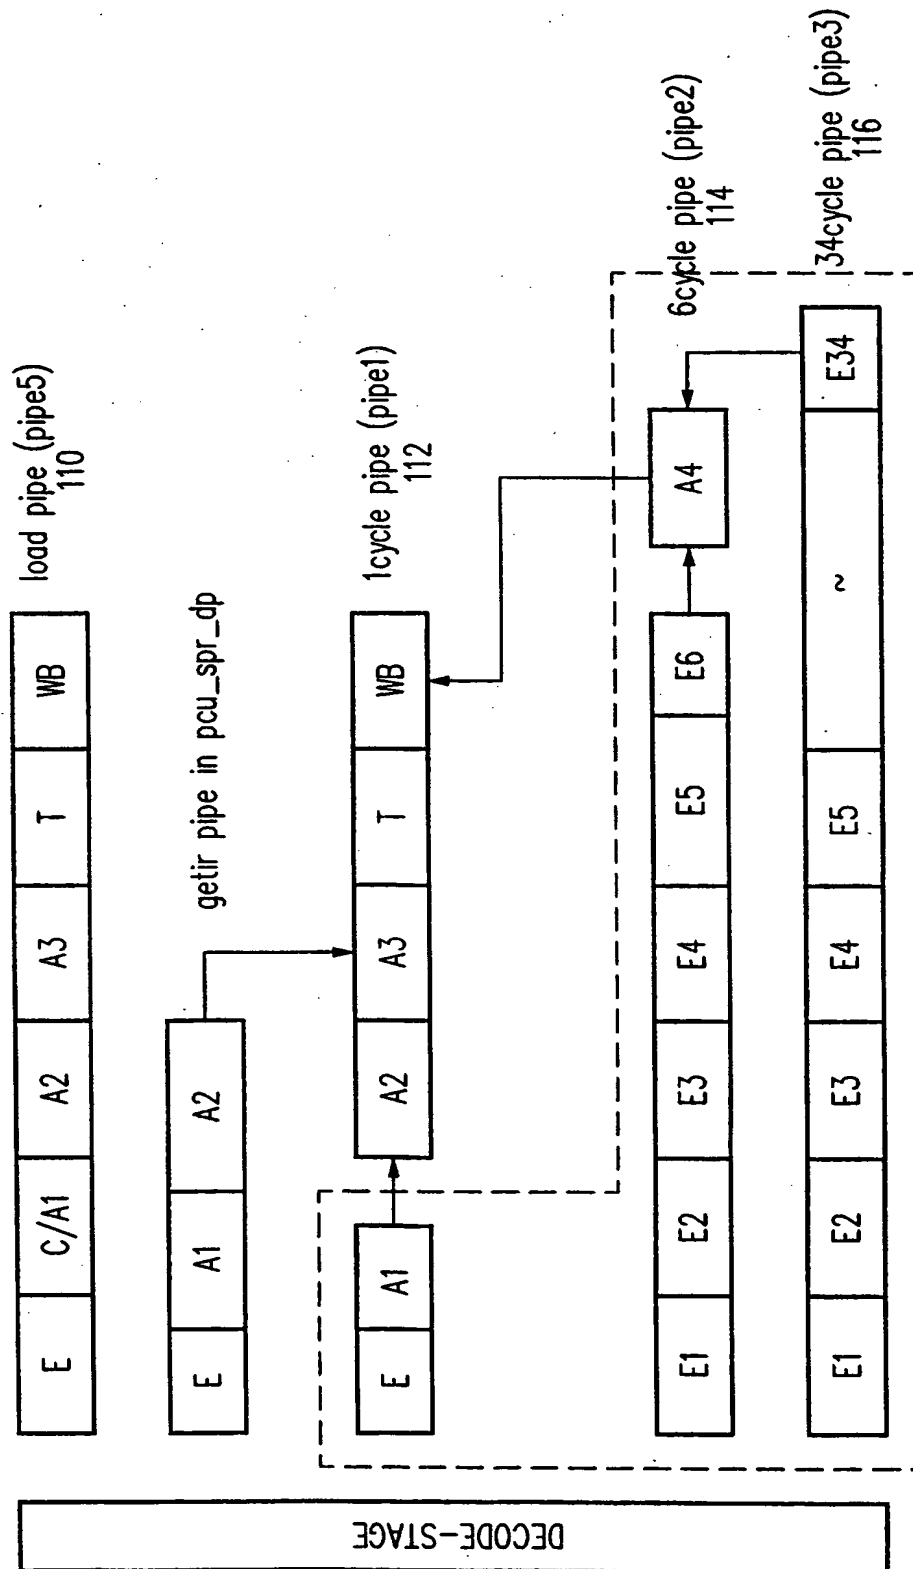 DECODE-STAGE
E C/A1 A2 A3 T WB
load pipe (pipe5)
110
E A1 A2
getir pipe in pcu_spr_dp
E A1 A2 A3 T WB
1cycle pipe (pipe1)
112
E1 E2 E3 E4 E5 E6 A4
6cycle pipe (pipe2)
114
E1 E2 E3 E4 E5 ~ E34
34cycle pipe (pipe3)
116